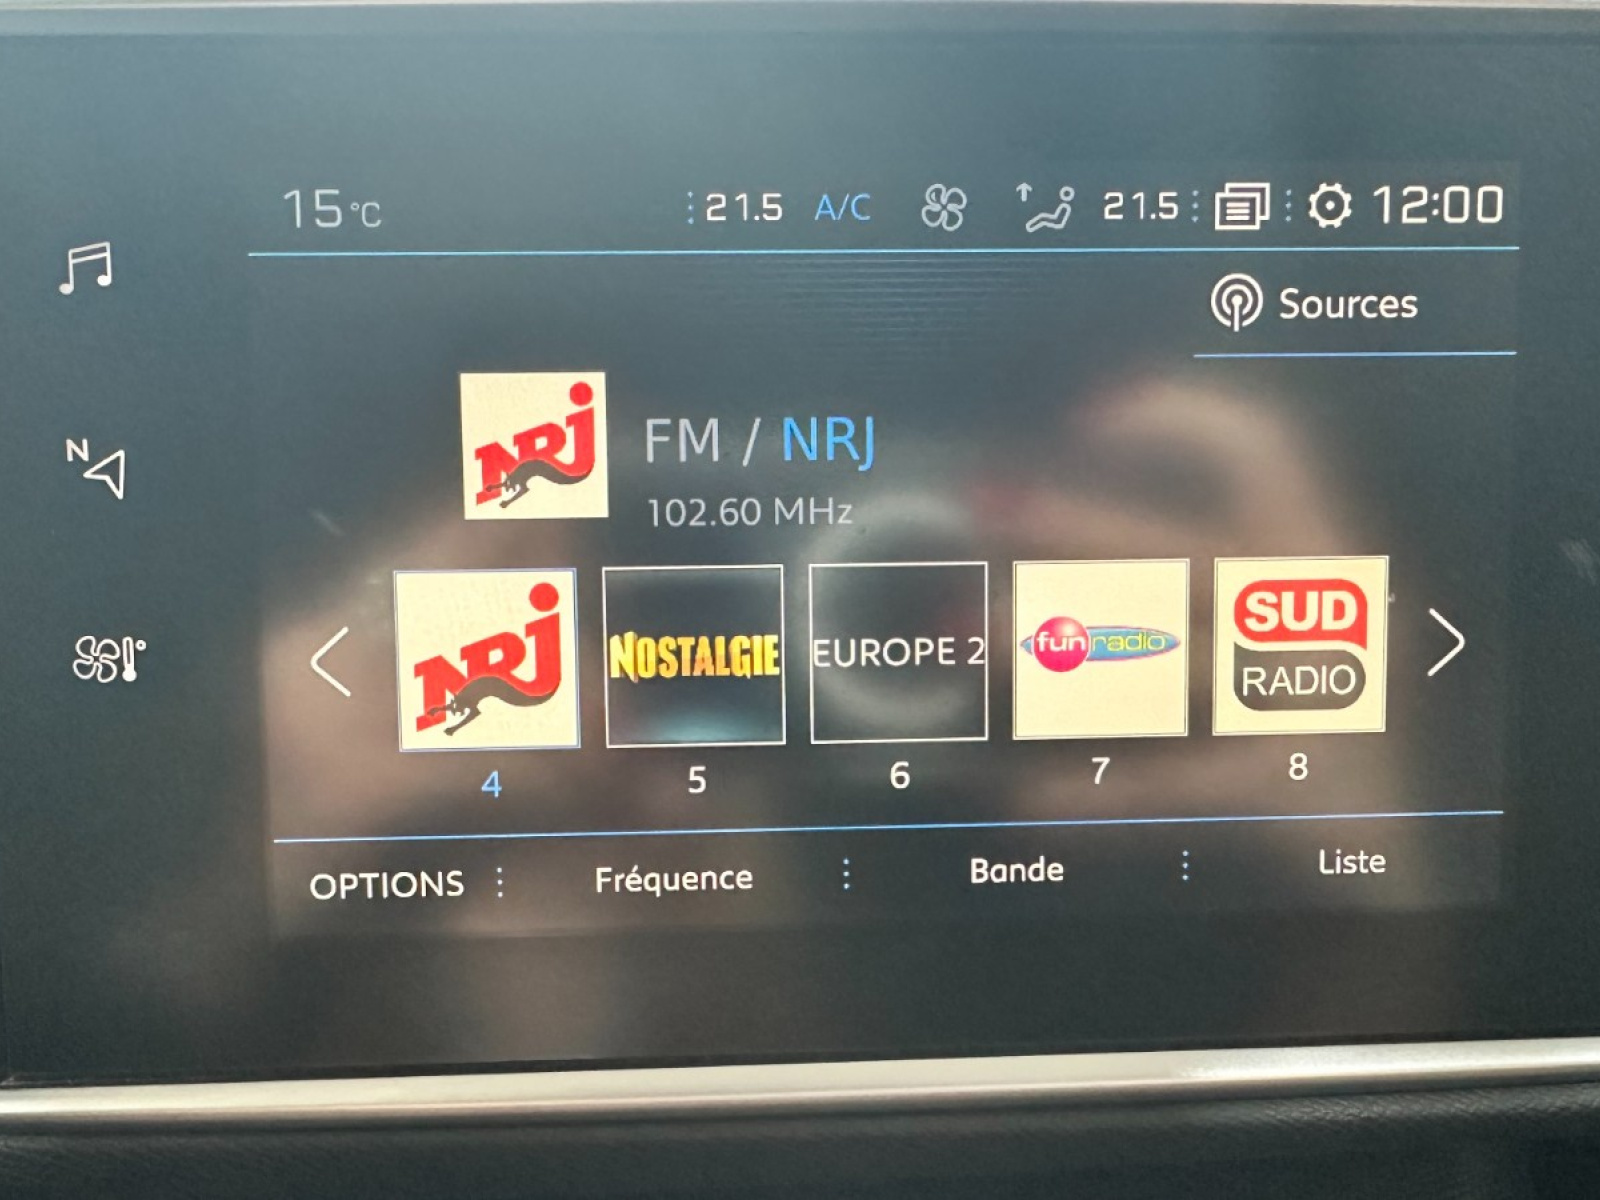 15°C 21.5 A/C 21.5 12:00
Sources
N
NRJ
FM / NRJ
102.60 MHz
NRJ NOSTALGIE EUROPE 2 fun radio SUD RADIO
4 5 6 7 8
OPTIONS Fréquence Bande Liste